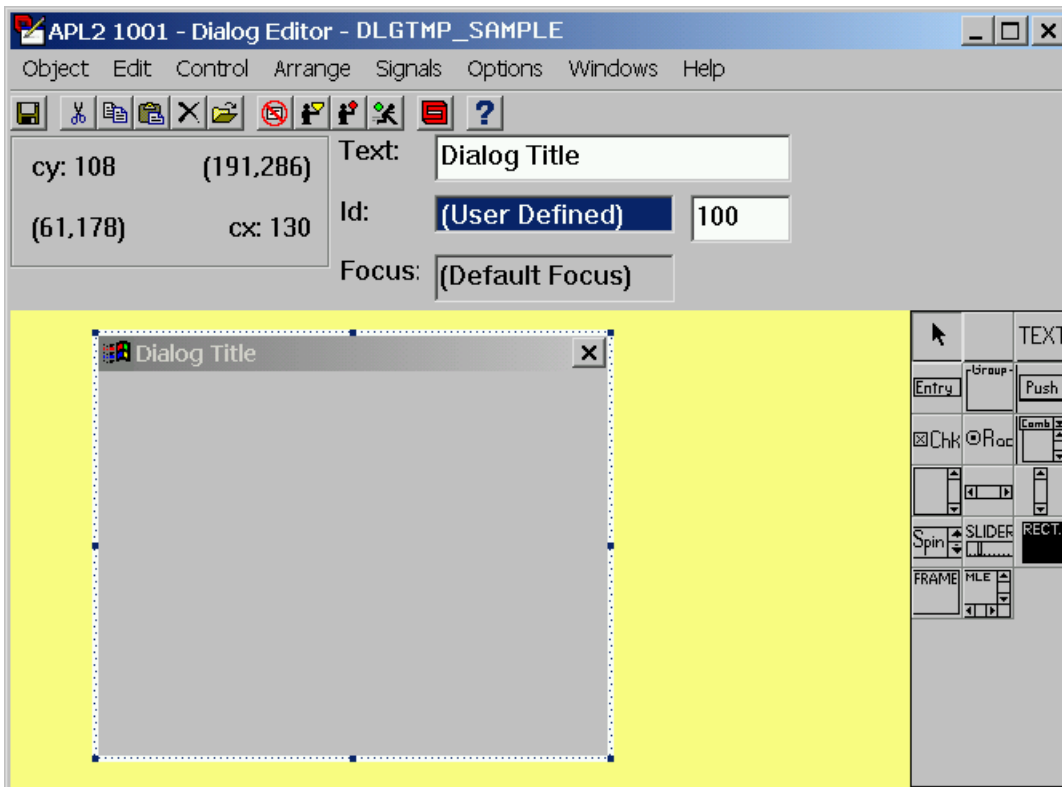 APL2 1001 - Dialog Editor - DLGTMP_SAMPLE
Object Edit Control Arrange Signals Options Windows Help
cy: 108 (191,286)
(61,178) cx: 130
Text: Dialog Title
Id: (User Defined) 100
Focus: (Default Focus)
Dialog Title
TEXT
Entry Group Push
Chk Rad Comb
Spin SLIDER RECT.
FRAME MLE